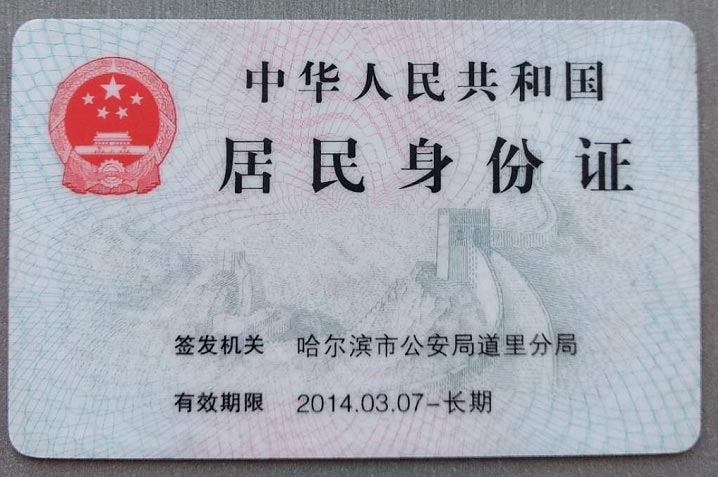 中华人民共和国
居民身份证
签发机关 哈尔滨市公安局道里分局
有效期限 2014.03.07-长期